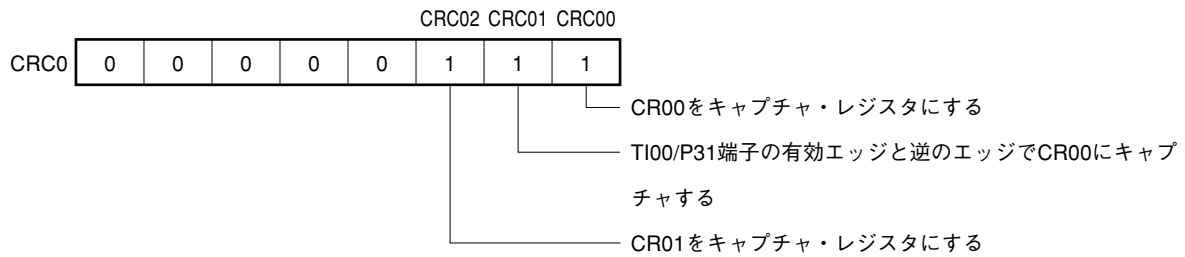 CRC02 CRC01 CRC00
CRC0 0 0 0 0 0 1 1 1
CR00をキャプチャ・レジスタにする
TI00/P31端子の有効エッジと逆のエッジでCR00にキャプ
チャする
CR01をキャプチャ・レジスタにする